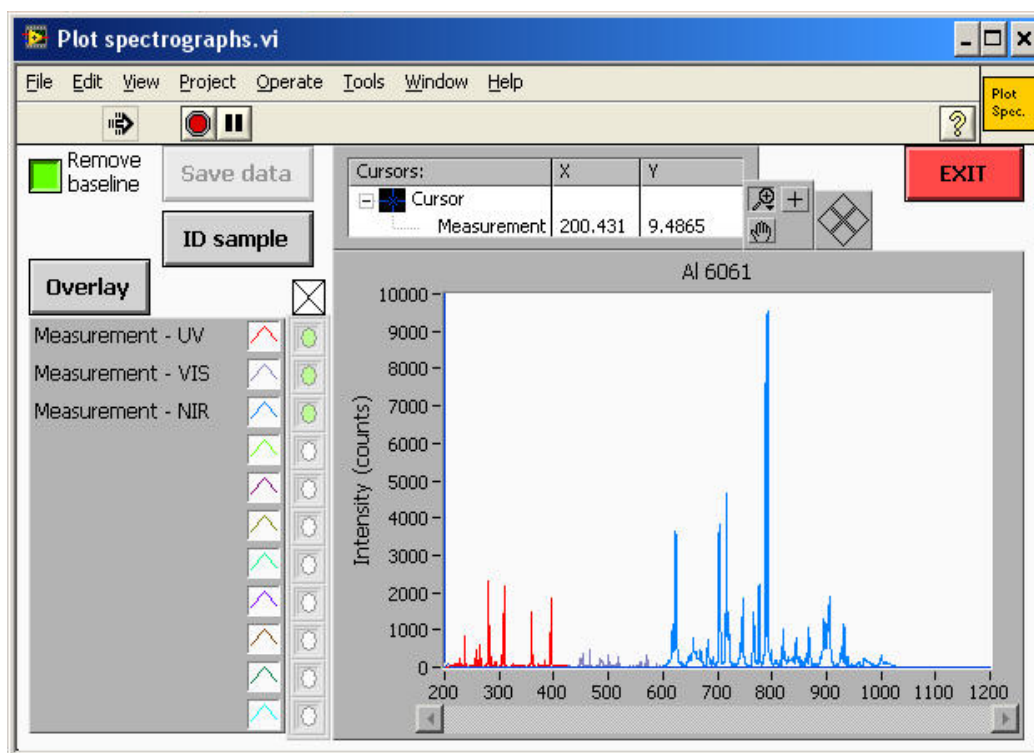 Plot spectrographs.vi
File Edit View Project Operate Tools Window Help
Plot
Spec.
Remove
baseline
Save data
ID sample
Overlay
Cursors: X Y
Cursor
Measurement 200.431 9.4865
EXIT
Measurement - UV
Measurement - VIS
Measurement - NIR
Al 6061
Intensity (counts)
10000
9000
8000
7000
6000
5000
4000
3000
2000
1000
0
200 300 400 500 600 700 800 900 1000 1100 1200